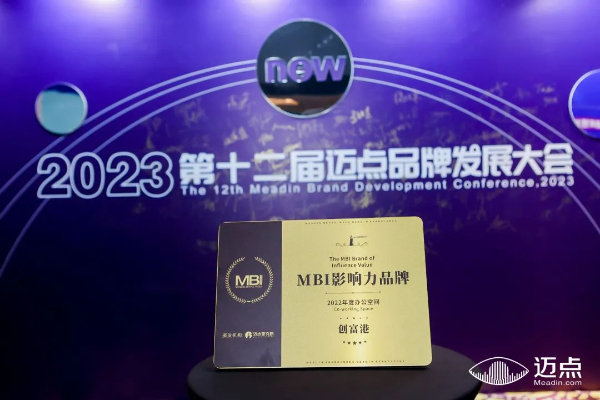 new
2023第十二届迈点品牌发展大会
The 12th Meadin Brand Development Conference,2023
The MBI Brand of
Influence Value
MBI
MBI影响力品牌
2022年度办公空间
Coworking Space
创富港
迈点
Meadin.com